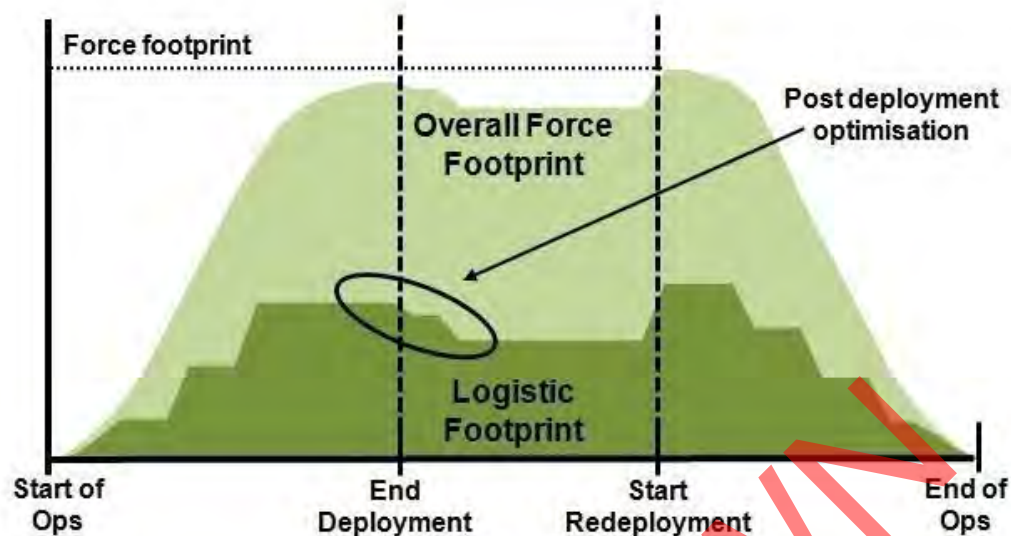 Force footprint
Post deployment
optimisation
Overall Force
Footprint
Logistic
Footprint
Start of
Ops
End
Deployment
Start
Redeployment
End of
Ops